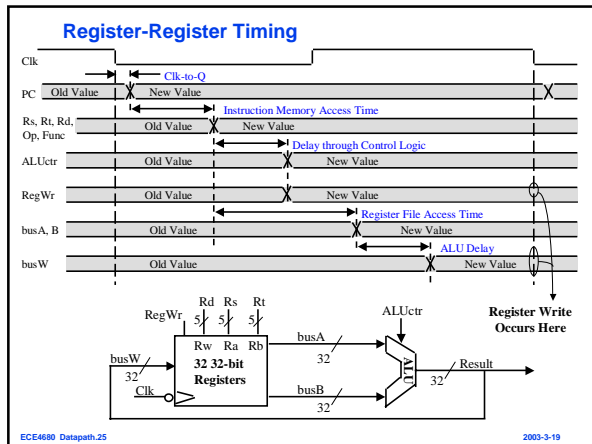 Register-Register Timing
Clk
Clk-to-Q
PC Old Value New Value
Instruction Memory Access Time
Rs, Rt, Rd,
Op, Func
Old Value New Value
Delay through Control Logic
ALUctr Old Value New Value
RegWr Old Value New Value
Register File Access Time
busA, B Old Value New Value
ALU Delay
busW Old Value New Value
Register Write
Occurs Here
RegWr Rd Rs Rt ALUctr
5 5 5
busW Rw Ra Rb busA
32 32 32-bit 32
Registers
ALU
Result
32
Clk busB
32
ECE4680 Datapath.25 2003-3-19